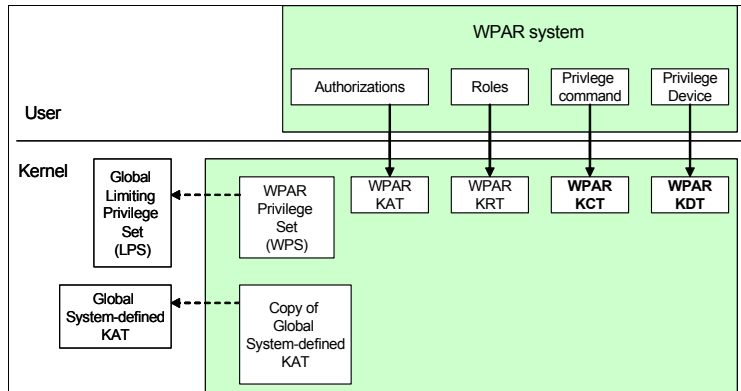 WPAR system
Authorizations
Roles
Privlege
command
Privilege
Device
User
Kernel
Global
Limiting
Privilege
Set
(LPS)
WPAR
Privilege
Set
(WPS)
WPAR
KAT
WPAR
KRT
WPAR
KCT
WPAR
KDT
Global
System-defined
KAT
Copy of
Global
System-defined
KAT